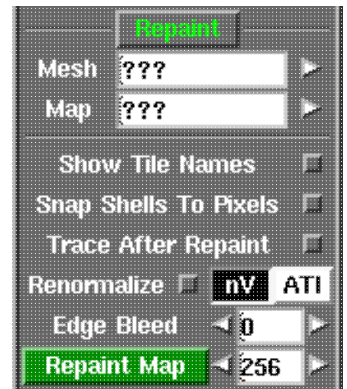 Repaint
Mesh ???
Map ???
Show Tile Names
Snap Shells To Pixels
Trace After Repaint
Renormalize nV ATI
Edge Bleed 0
Repaint Map 256